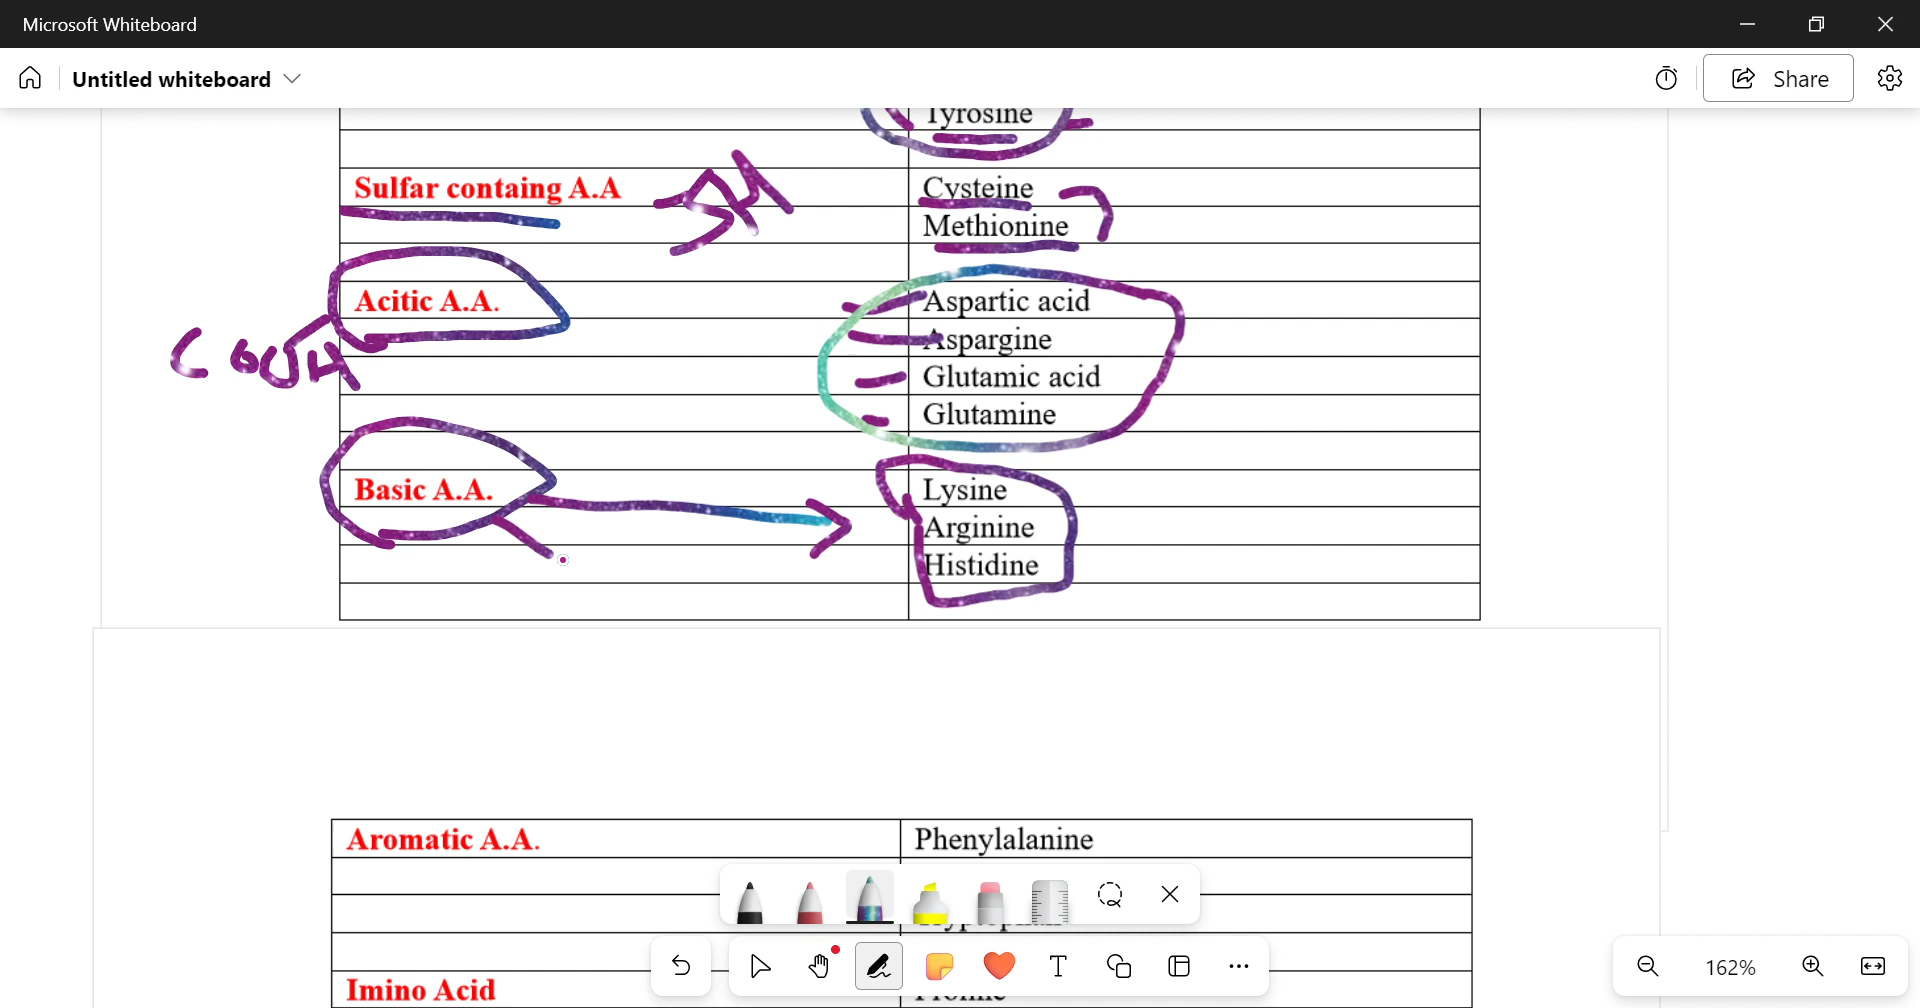 Microsoft Whiteboard
Untitled whiteboard
Share
Tyrosine
Sulfar containg A.A
SH
Cysteine
Methionine
Acitic A.A.
COOH
Aspartic acid
Aspargine
Glutamic acid
Glutamine
Basic A.A.
Lysine
Arginine
Histidine
Aromatic A.A.
Phenylalanine
Imino Acid
Proline
162%